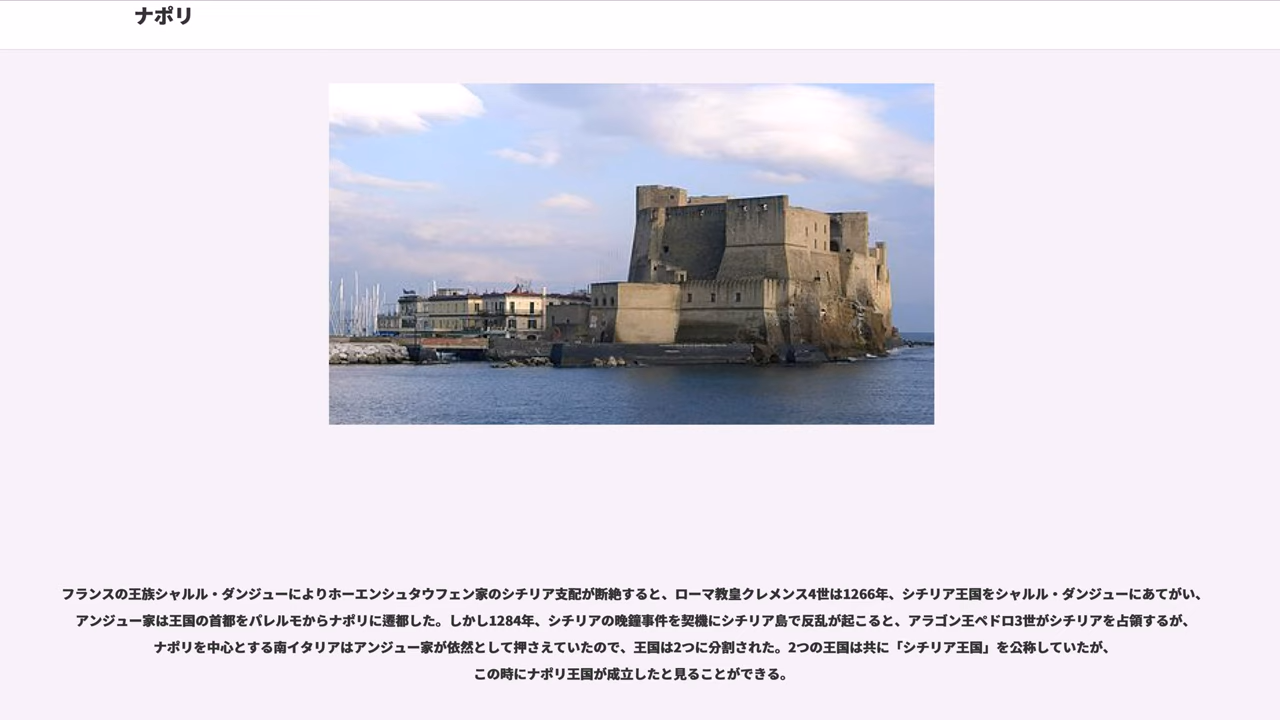 ナポリ
フランスの王族シャルル・ダンジューによりホーエンシュタウフェン家のシチリア支配が断絶すると、ローマ教皇クレメンス4世は1266年、シチリア王国をシャルル・ダンジューにあてがい、
アンジュー家は王国の首都をパレルモからナポリに遷都した。しかし1284年、シチリアの晩鐘事件を契機にシチリア島で反乱が起こると、アラゴン王ペドロ3世がシチリアを占領するが、
ナポリを中心とする南イタリアはアンジュー家が依然として押さえていたので、王国は2つに分割された。2つの王国は共に「シチリア王国」を公称していたが、
この時にナポリ王国が成立したと見ることができる。